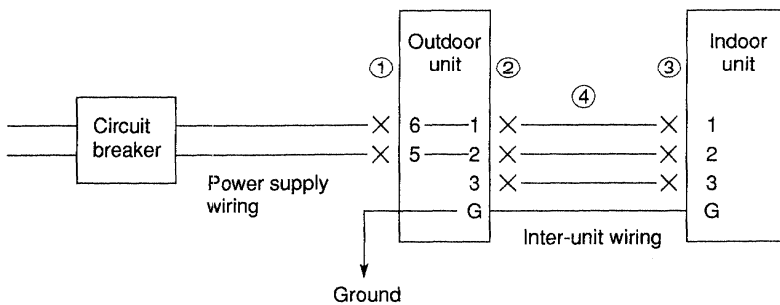 Outdoor
unit
Indoor
unit
① ② ③
④
Circuit
breaker
6 1 1
5 2 2
3 3
G G
Power supply
wiring
Inter-unit wiring
Ground